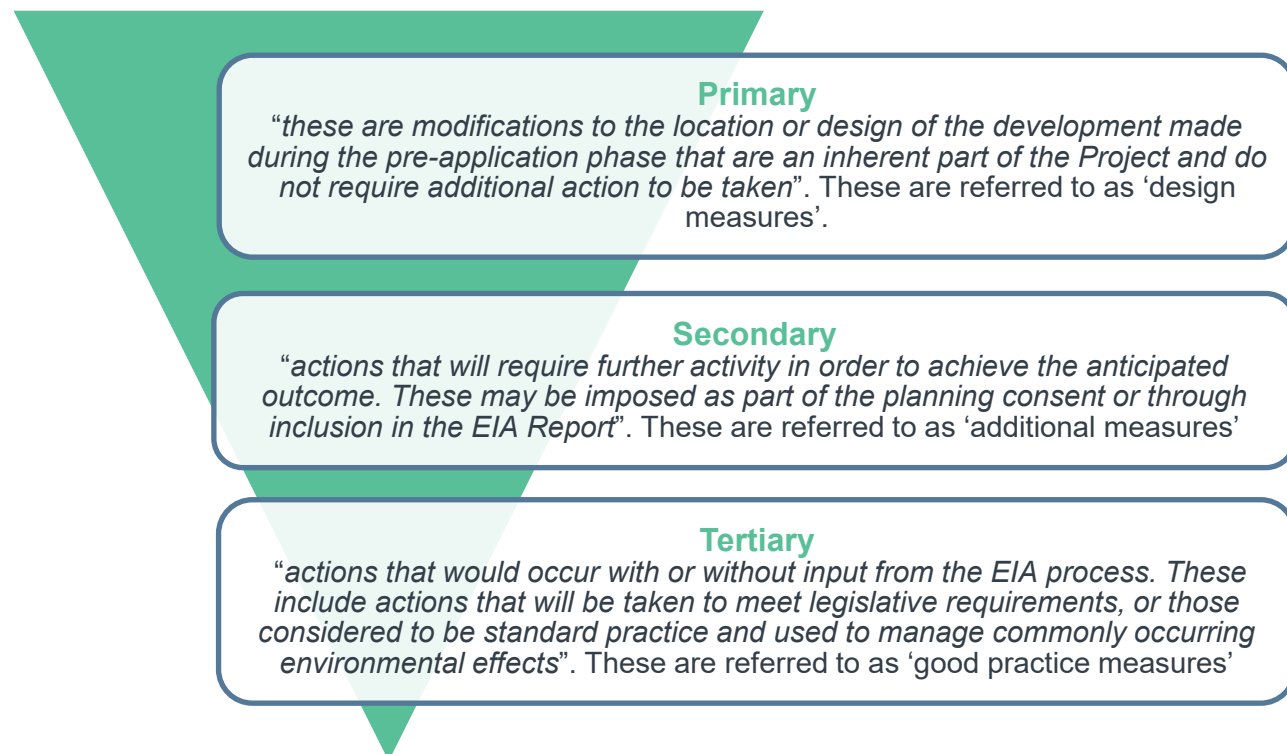 Primary
“these are modifications to the location or design of the development made
during the pre-application phase that are an inherent part of the Project and do
not require additional action to be taken”. These are referred to as ‘design
measures’.
Secondary
“actions that will require further activity in order to achieve the anticipated
outcome. These may be imposed as part of the planning consent or through
inclusion in the EIA Report”. These are referred to as ‘additional measures’
Tertiary
“actions that would occur with or without input from the EIA process. These
include actions that will be taken to meet legislative requirements, or those
considered to be standard practice and used to manage commonly occurring
environmental effects”. These are referred to as ‘good practice measures’